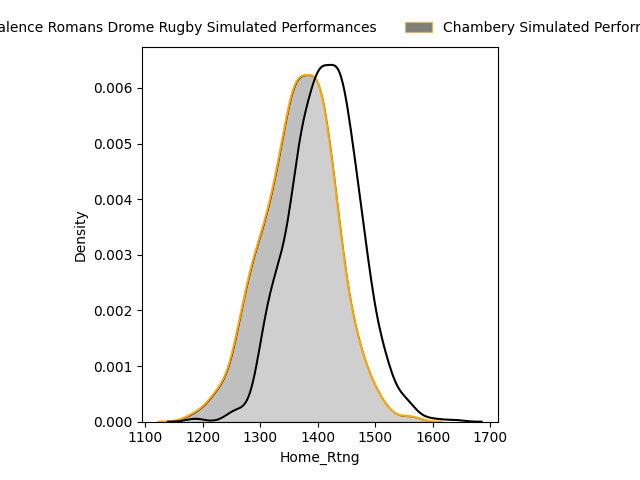 alence Romans Drome Rugby Simulated Performances
Chambery Simulated Perfor
0.006
0.005
0.004
0.003
0.002
0.001
0.000
Density
1100 1200 1300 1400 1500 1600 1700
Home_Rtng